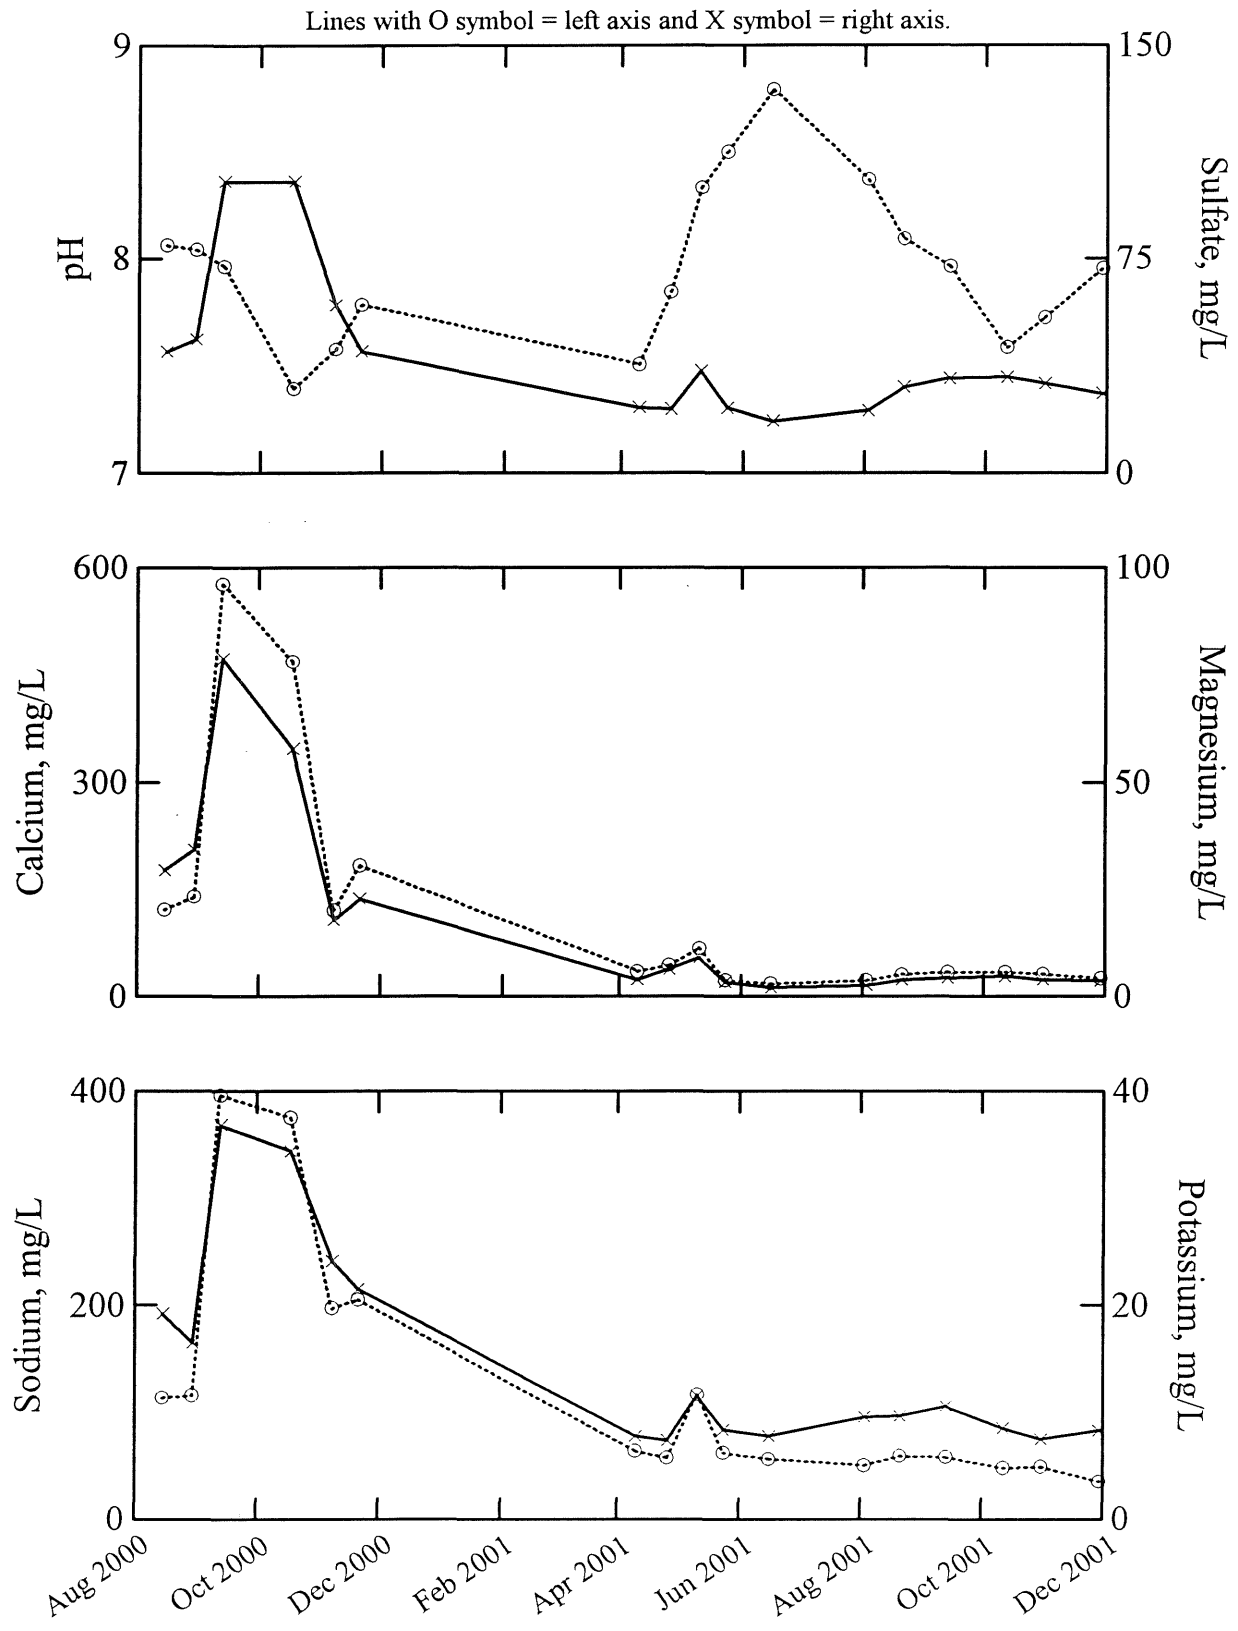 Lines with O symbol = left axis and X symbol = right axis.
9
150
pH
8
75
Sulfate, mg/L
7
0
600
100
Calcium, mg/L
300
50
Magnesium, mg/L
0
0
400
40
Sodium, mg/L
200
20
Potassium, mg/L
0
0
Aug 2000
Oct 2000
Dec 2000
Feb 2001
Apr 2001
Jun 2001
Aug 2001
Oct 2001
Dec 2001